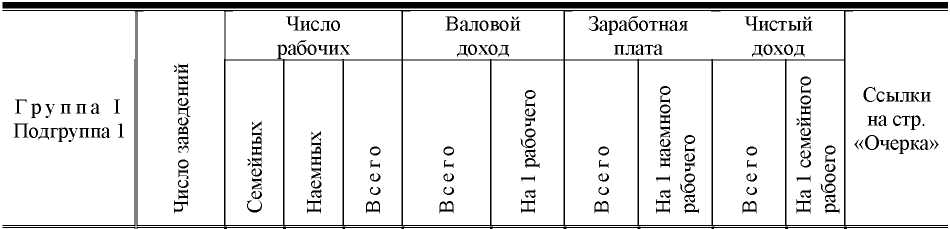 Группа I
Подгруппа 1
Число заведений
Число
рабочих
Семейных
Наемных
Всего
Валовой
доход
Всего
На 1 рабочего
Заработная
плата
Всего
На 1 наемного
рабочего
Чистый
доход
Всего
На 1 семейного
рабоего
Ссылки
на стр.
«Очерка»